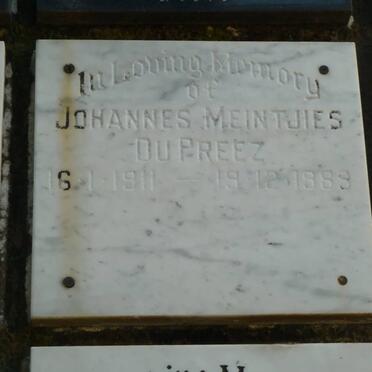 In Loving Memory
of
JOHANNES MEINTJIES
DU PREEZ
16·1·1911 — 19·12·1989